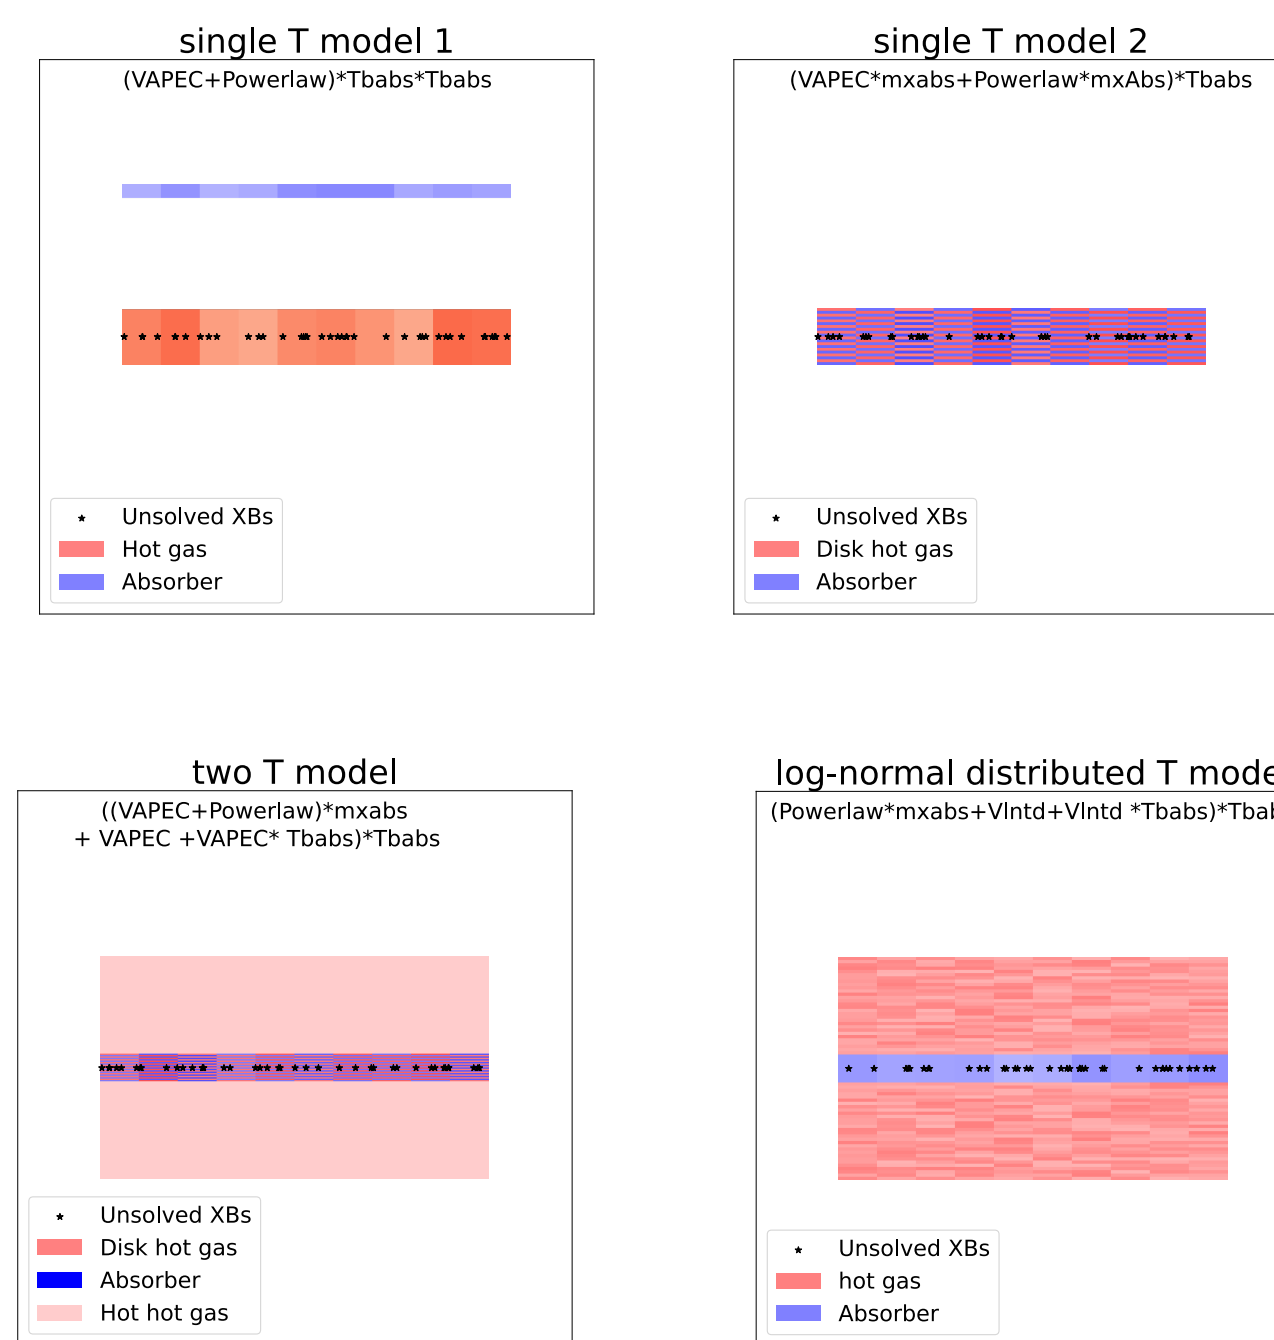 single T model 1
(VAPEC+Powerlaw)*Tbabs*Tbabs
Unsolved XBs
Hot gas
Absorber
single T model 2
(VAPEC*mxabs+Powerlaw*mxAbs)*Tbabs
Unsolved XBs
Disk hot gas
Absorber
two T model
((VAPEC+Powerlaw)*mxabs
+ VAPEC +VAPEC* Tbabs)*Tbabs
Unsolved XBs
Disk hot gas
Absorber
Hot hot gas
log-normal distributed T mode
(Powerlaw*mxabs+Vlntd+Vlntd *Tbabs)*Tbab
Unsolved XBs
hot gas
Absorber